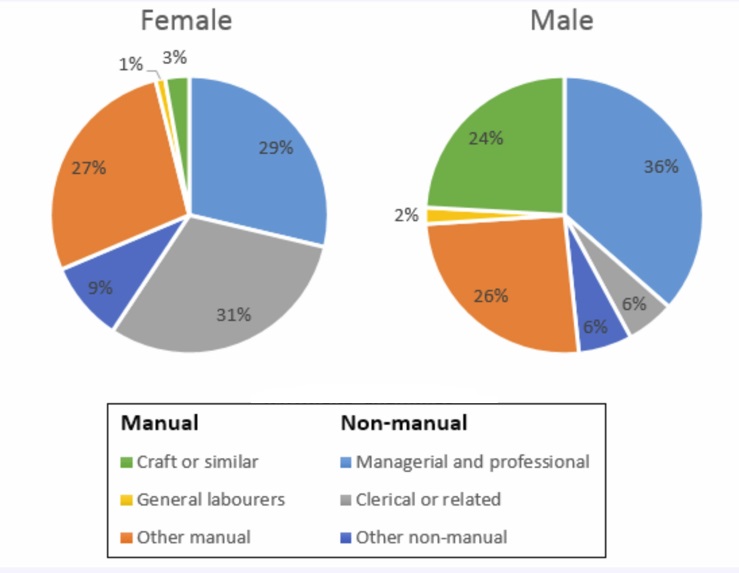 Female
Male
1%
3%
29%
27%
9%
31%
24%
36%
2%
26%
6%
6%
Manual
Non-manual
Craft or similar
Managerial and professional
General labourers
Clerical or related
Other manual
Other non-manual